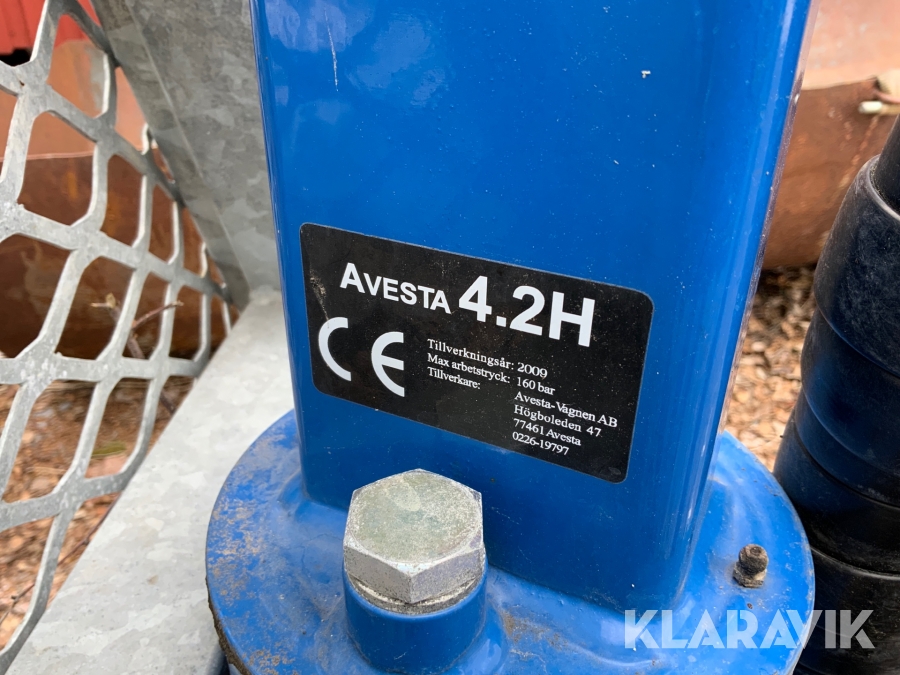 AVESTA 4.2H
CE
Tillverkningsår: 2009
Max arbetstryck: 160 bar
Tillverkare: Avesta-Vagnen AB
Högboleden 47
77461 Avesta
0226-19797
KLARAVIK